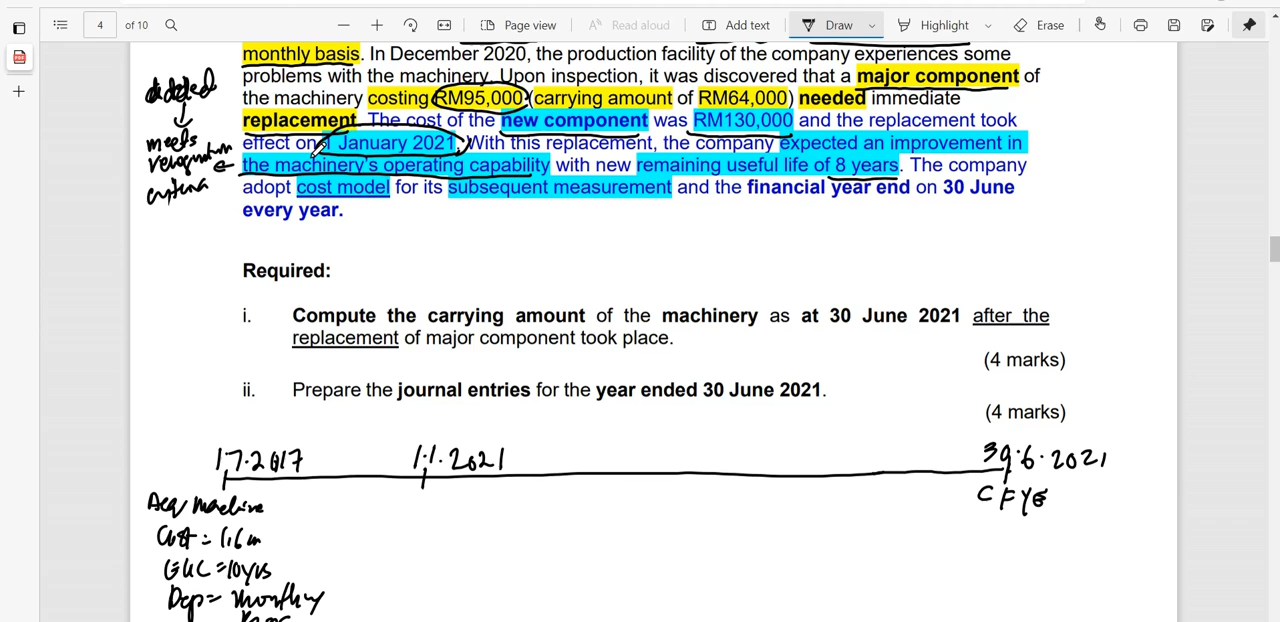 4 of 10 Page view Read aloud Add text Draw Highlight Erase
monthly basis. In December 2020, the production facility of the company experiences some
problems with the machinery. Upon inspection, it was discovered that a major component of
the machinery costing RM95,000 (carrying amount of RM64,000) needed immediate
replacement. The cost of the new component was RM130,000 and the replacement took
effect on 1 January 2021. With this replacement, the company expected an improvement in
the machinery's operating capability with new remaining useful life of 8 years. The company
adopt cost model for its subsequent measurement and the financial year end on 30 June
every year.
meets
recognition
criteria
Required:
i. Compute the carrying amount of the machinery as at 30 June 2021 after the
replacement of major component took place.
(4 marks)
ii. Prepare the journal entries for the year ended 30 June 2021.
(4 marks)
1.7.2017 1.1.2021 30.6.2021
Acq machine CFYE
Cost = 1.6m
= 10yrs
Dep = monthly